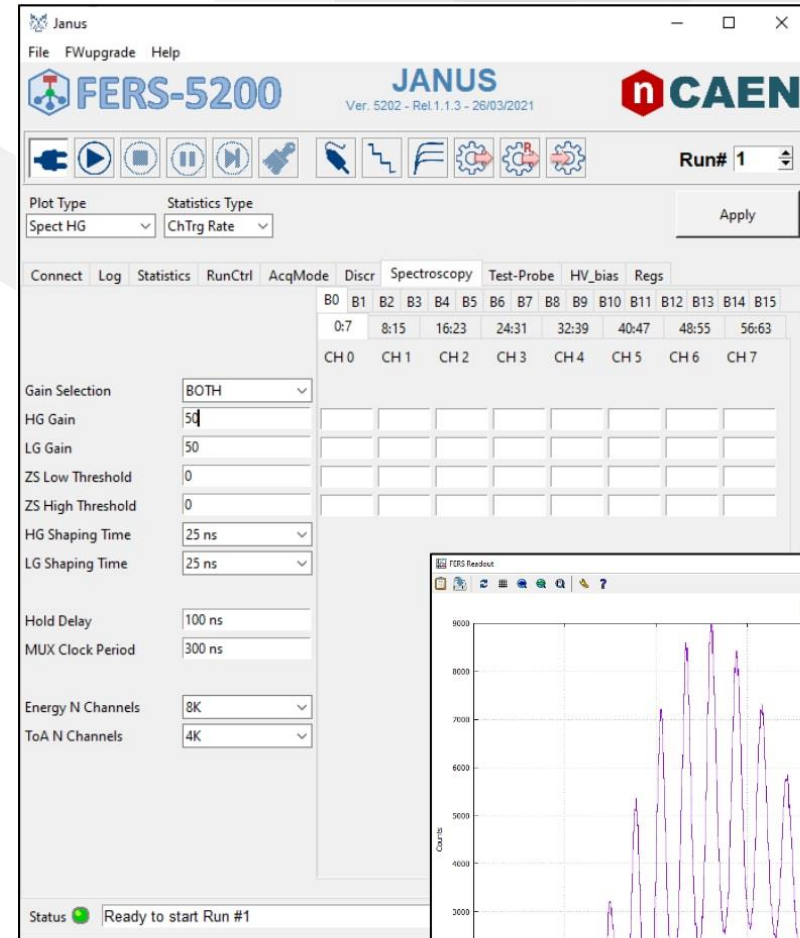 Janus
File FWupgrade Help
FERS-5200
JANUS
Ver. 5202 - Rel.1.1.3 - 26/03/2021
n CAEN
Run# 1
Plot Type Statistics Type
Spect HG ChTrg Rate
Apply
Connect Log Statistics RunCtrl AcqMode Discr Spectroscopy Test-Probe HV_bias Regs
B0 B1 B2 B3 B4 B5 B6 B7 B8 B9 B10 B11 B12 B13 B14 B15
0:7 8:15 16:23 24:31 32:39 40:47 48:55 56:63
CH 0 CH 1 CH 2 CH 3 CH 4 CH 5 CH 6 CH 7
Gain Selection BOTH
HG Gain 50
LG Gain 50
ZS Low Threshold 0
ZS High Threshold 0
HG Shaping Time 25 ns
LG Shaping Time 25 ns
Hold Delay 100 ns
MUX Clock Period 300 ns
Energy N Channels 8K
ToA N Channels 4K
FERS Readout
9000
8000
7000
6000
5000
Counts
4000
3000
Status Ready to start Run #1